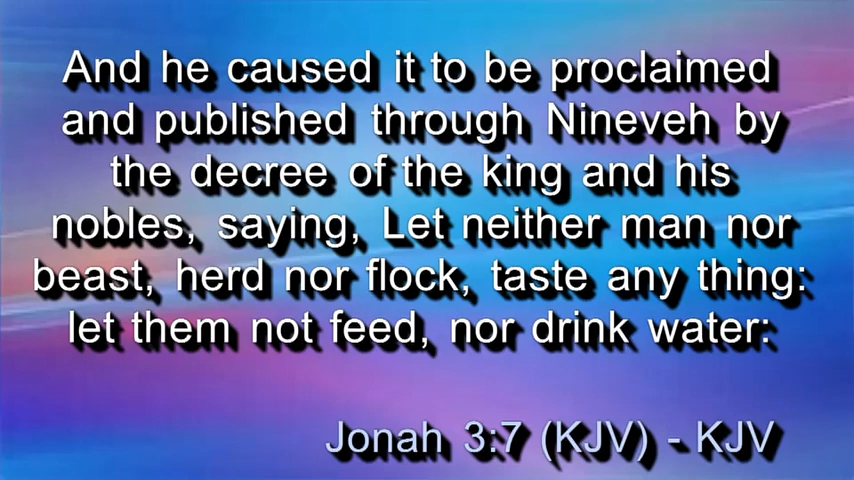 And he caused it to be proclaimed
and published through Nineveh by
the decree of the king and his
nobles, saying, Let neither man nor
beast, herd nor flock, taste any thing:
let them not feed, nor drink water:
Jonah 3:7 (KJV) - KJV